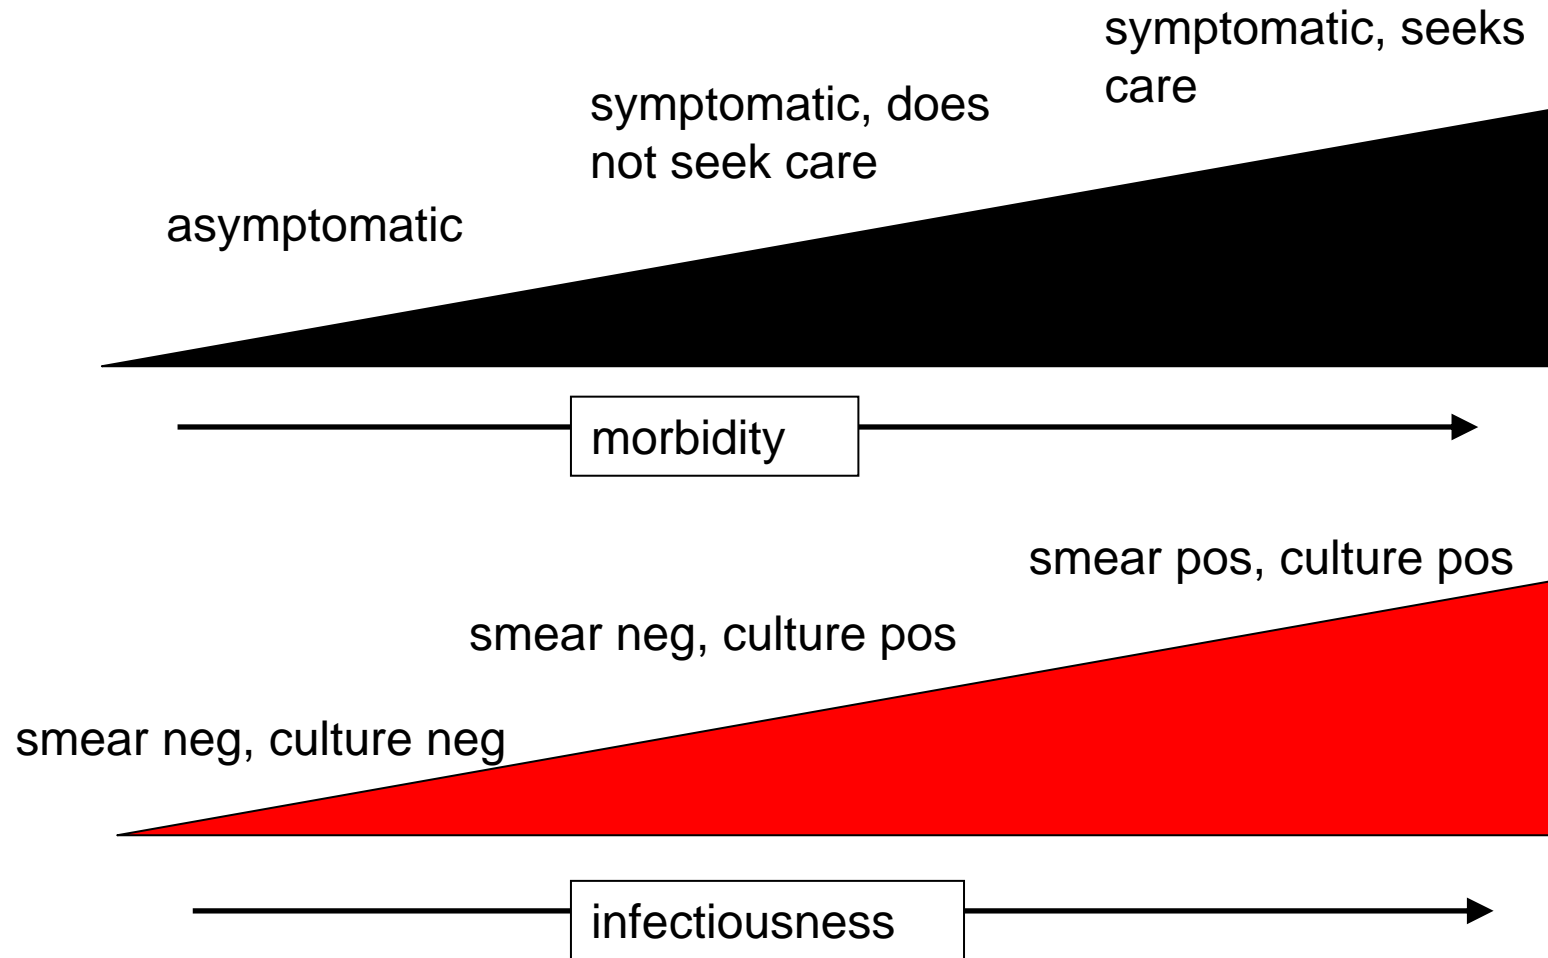 symptomatic, seeks
care
symptomatic, does
not seek care
asymptomatic
morbidity
smear pos, culture pos
smear neg, culture pos
smear neg, culture neg
infectiousness